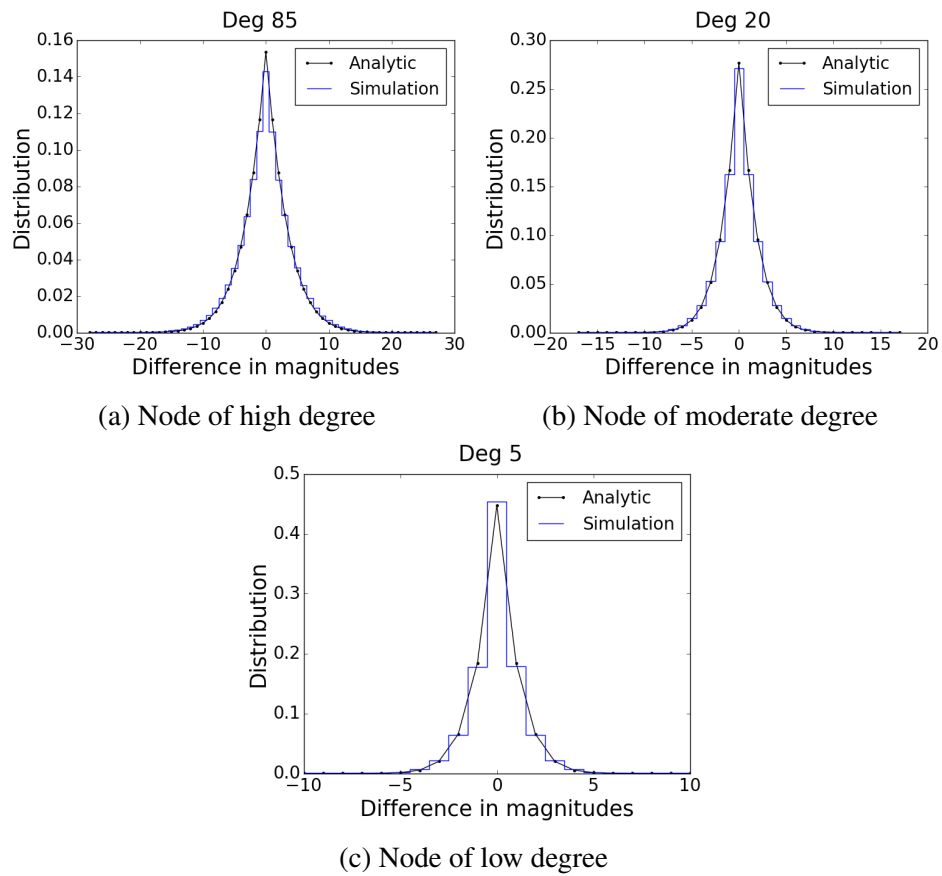 Deg 85
0.16
0.14
0.12
0.10
0.08
0.06
0.04
0.02
0.00
Distribution
Analytic
Simulation
−30 −20 −10 0 10 20 30
Difference in magnitudes
(a) Node of high degree
Deg 20
0.30
0.25
0.20
0.15
0.10
0.05
0.00
Distribution
Analytic
Simulation
−20 −15 −10 −5 0 5 10 15 20
Difference in magnitudes
(b) Node of moderate degree
Deg 5
0.5
0.4
0.3
0.2
0.1
0.0
Distribution
Analytic
Simulation
−10 −5 0 5 10
Difference in magnitudes
(c) Node of low degree